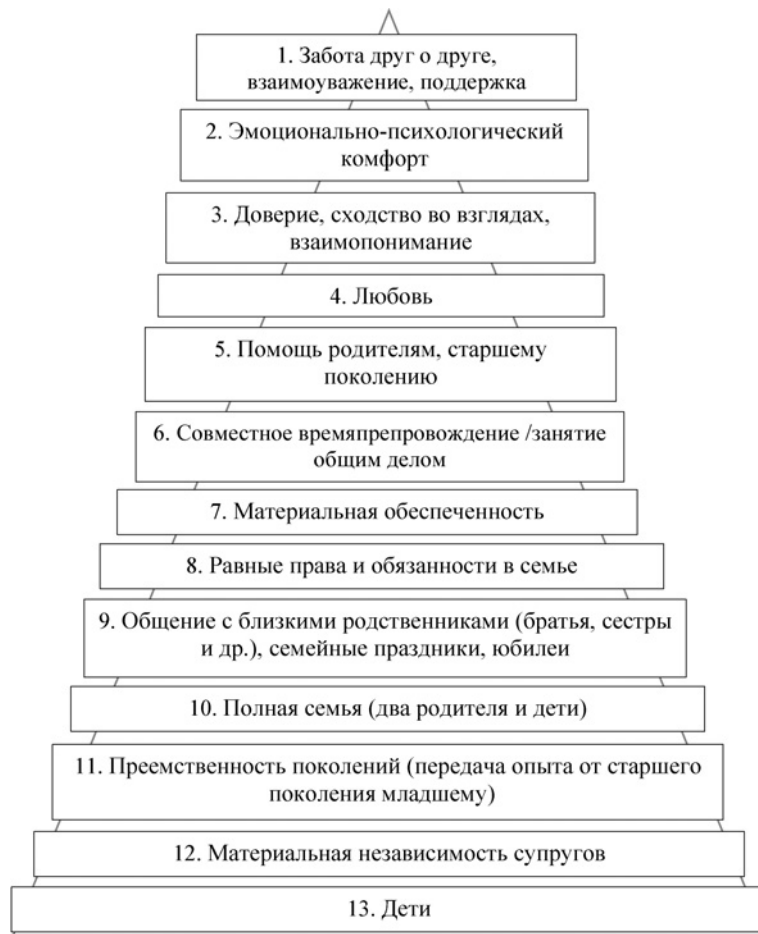 1. Забота друг о друге,
взаимоуважение, поддержка
2. Эмоционально-психологический
комфорт
3. Доверие, сходство во взглядах,
взаимопонимание
4. Любовь
5. Помощь родителям, старшему
поколению
6. Совместное времяпрепровождение /занятие
общим делом
7. Материальная обеспеченность
8. Равные права и обязанности в семье
9. Общение с близкими родственниками (братья, сестры
и др.), семейные праздники, юбилеи
10. Полная семья (два родителя и дети)
11. Преемственность поколений (передача опыта от старшего
поколения младшему)
12. Материальная независимость супругов
13. Дети